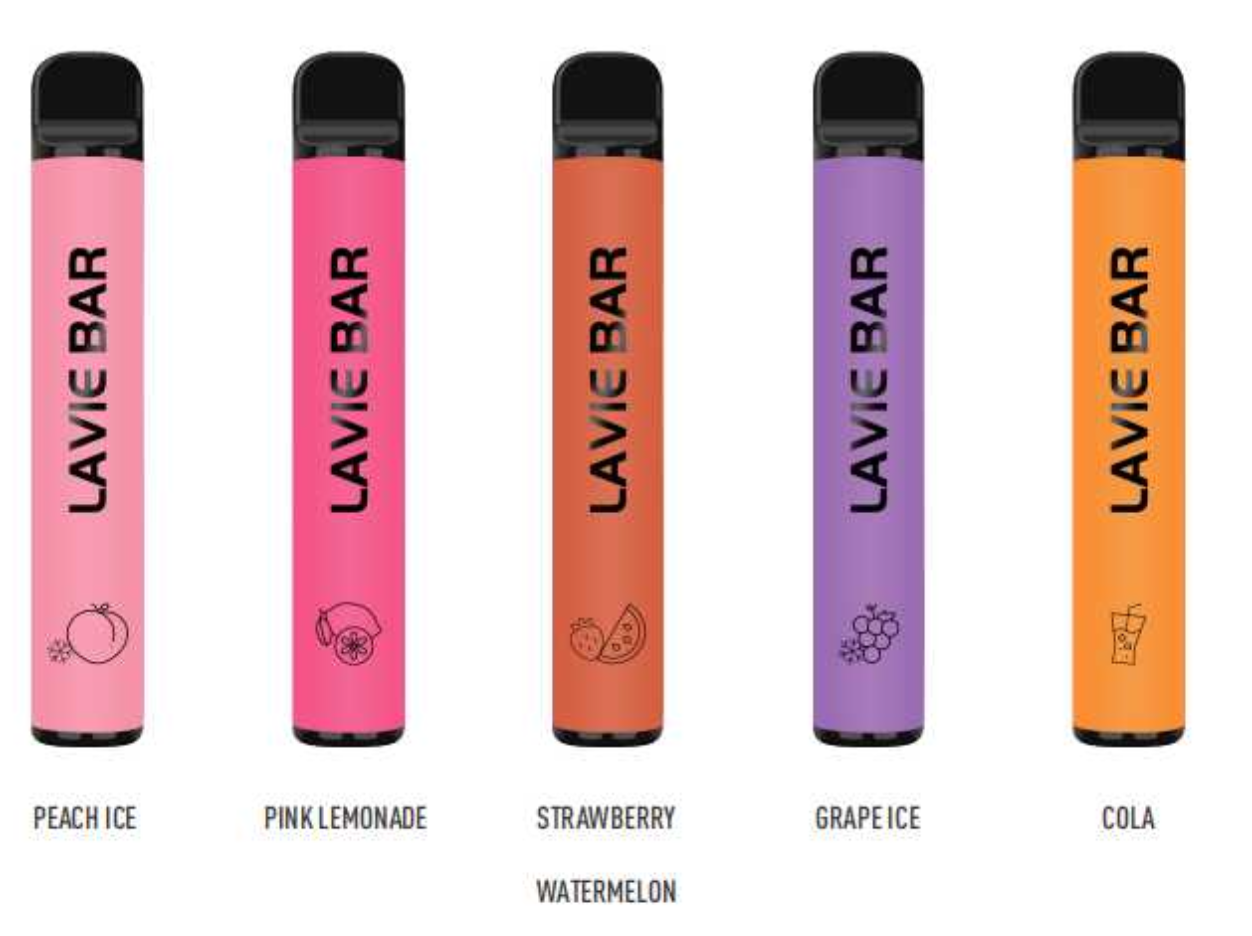 LAVIE BAR
LAVIE BAR
LAVIE BAR
LAVIE BAR
LAVIE BAR
PEACH ICE
PINK LEMONADE
STRAWBERRY
WATERMELON
GRAPE ICE
COLA